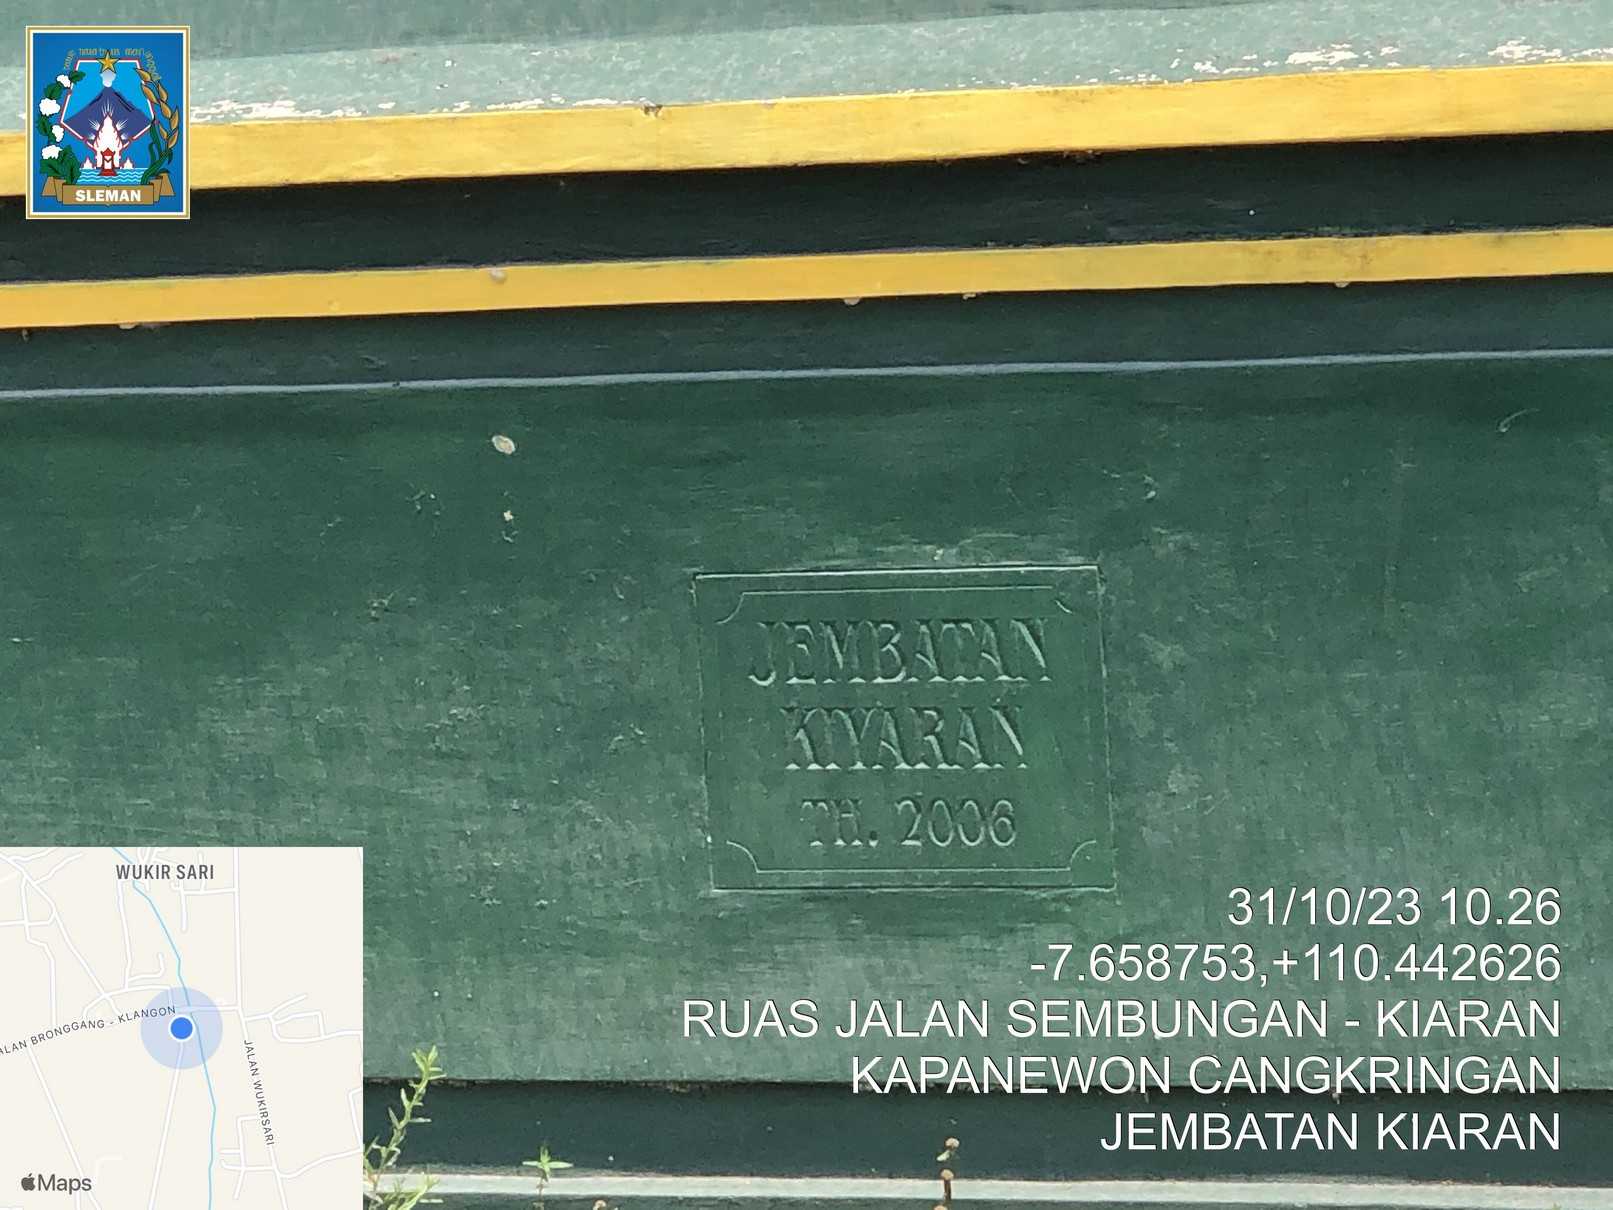 SLEMAN
JEMBATAN
KIYARAN
TH. 2006
WUKIR SARI
JALAN BRONGGANG - KLANGON
JALAN WUKIRSARI
Maps
31/10/23 10.26
-7.658753,+110.442626
RUAS JALAN SEMBUNGAN - KIARAN
KAPANEWON CANGKRINGAN
JEMBATAN KIARAN